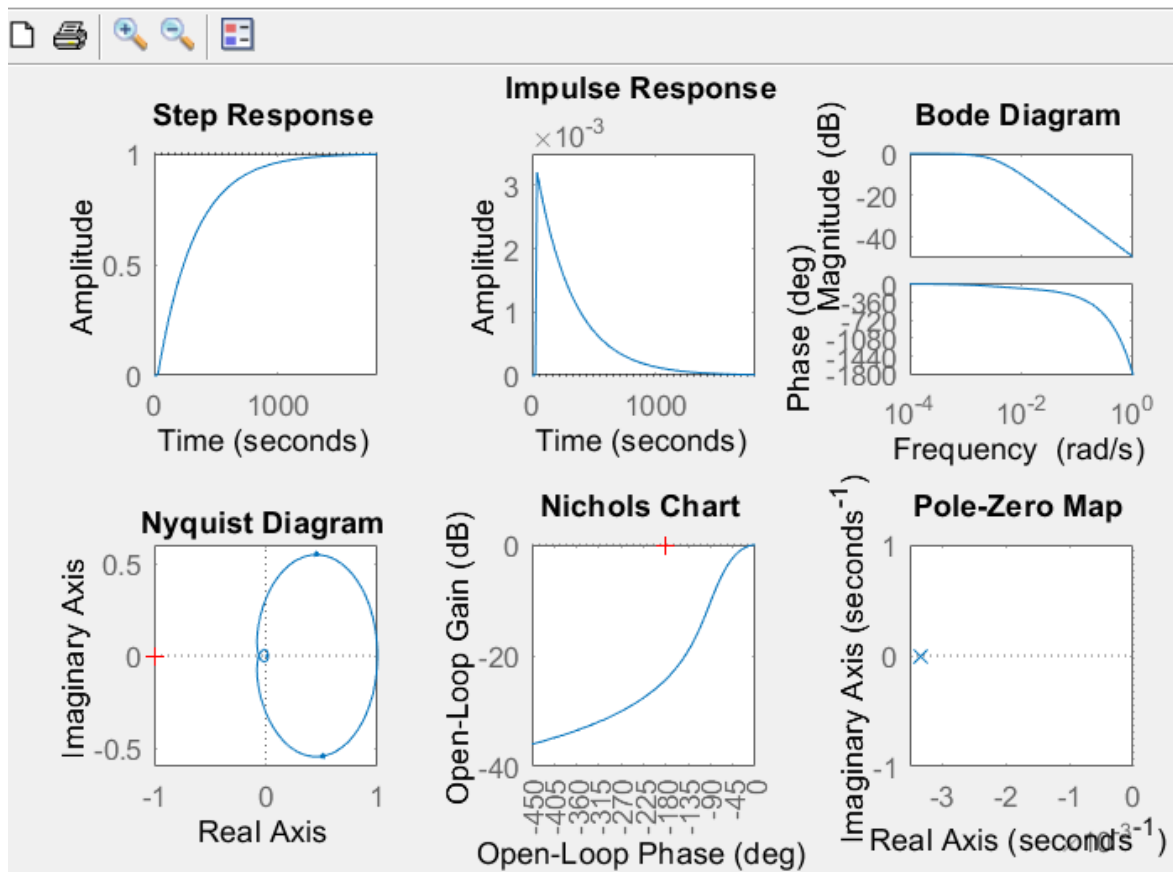 Step Response
Amplitude
1
0.5
0
0
1000
Time (seconds)
Impulse Response
×10⁻³
Amplitude
3
2
1
0
0
1000
Time (seconds)
Bode Diagram
Magnitude (dB)
0
-20
-40
Phase (deg)
0
-360
-720
-1080
-1440
-1800
10⁻⁴
10⁻²
10⁰
Frequency (rad/s)
Nyquist Diagram
Imaginary Axis
0.5
0
-0.5
-1
0
1
Real Axis
Nichols Chart
Open-Loop Gain (dB)
0
-20
-40
-450
-405
-360
-315
-270
-225
-180
-135
-90
-45
0
Open-Loop Phase (deg)
Pole-Zero Map
Imaginary Axis (seconds⁻¹)
1
0
-1
-3
-2
-1
0
×10⁻³
Real Axis (seconds⁻¹)